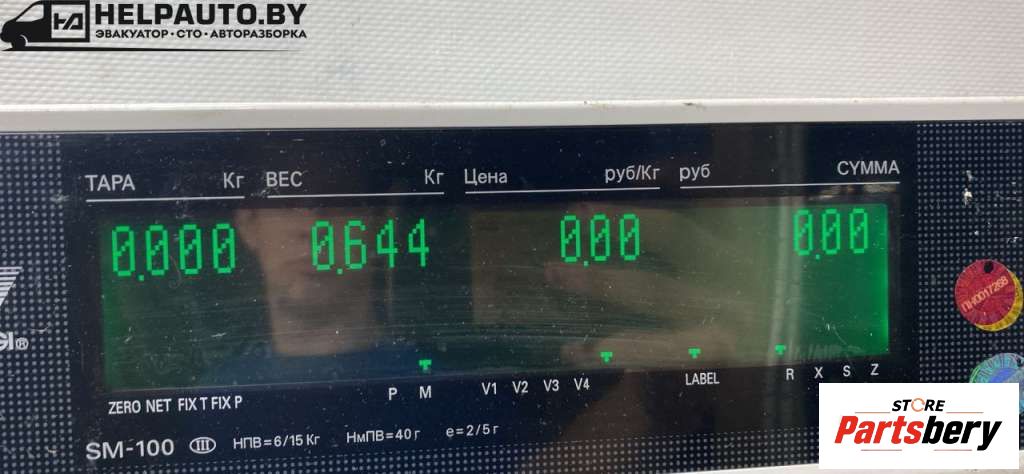 HELPAUTO.BY
ЭВАКУАТОР · СТО · АВТОРАЗБОРКА
ТАРА Кг ВЕС Кг Цена руб/Кг руб СУММА
0.000 0.644 0.00 0.00
P M V1 V2 V3 V4 LABEL R X S Z
ZERO NET FIX T FIX P
SM-100 III НПВ=6/15 Кг НмПВ=40 г e=2/5 г
ПН0017268
STORE
Partsbery